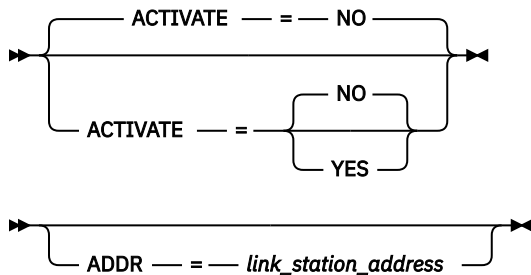 ACTIVATE = NO
NO
ACTIVATE =
YES
ADDR = link_station_address